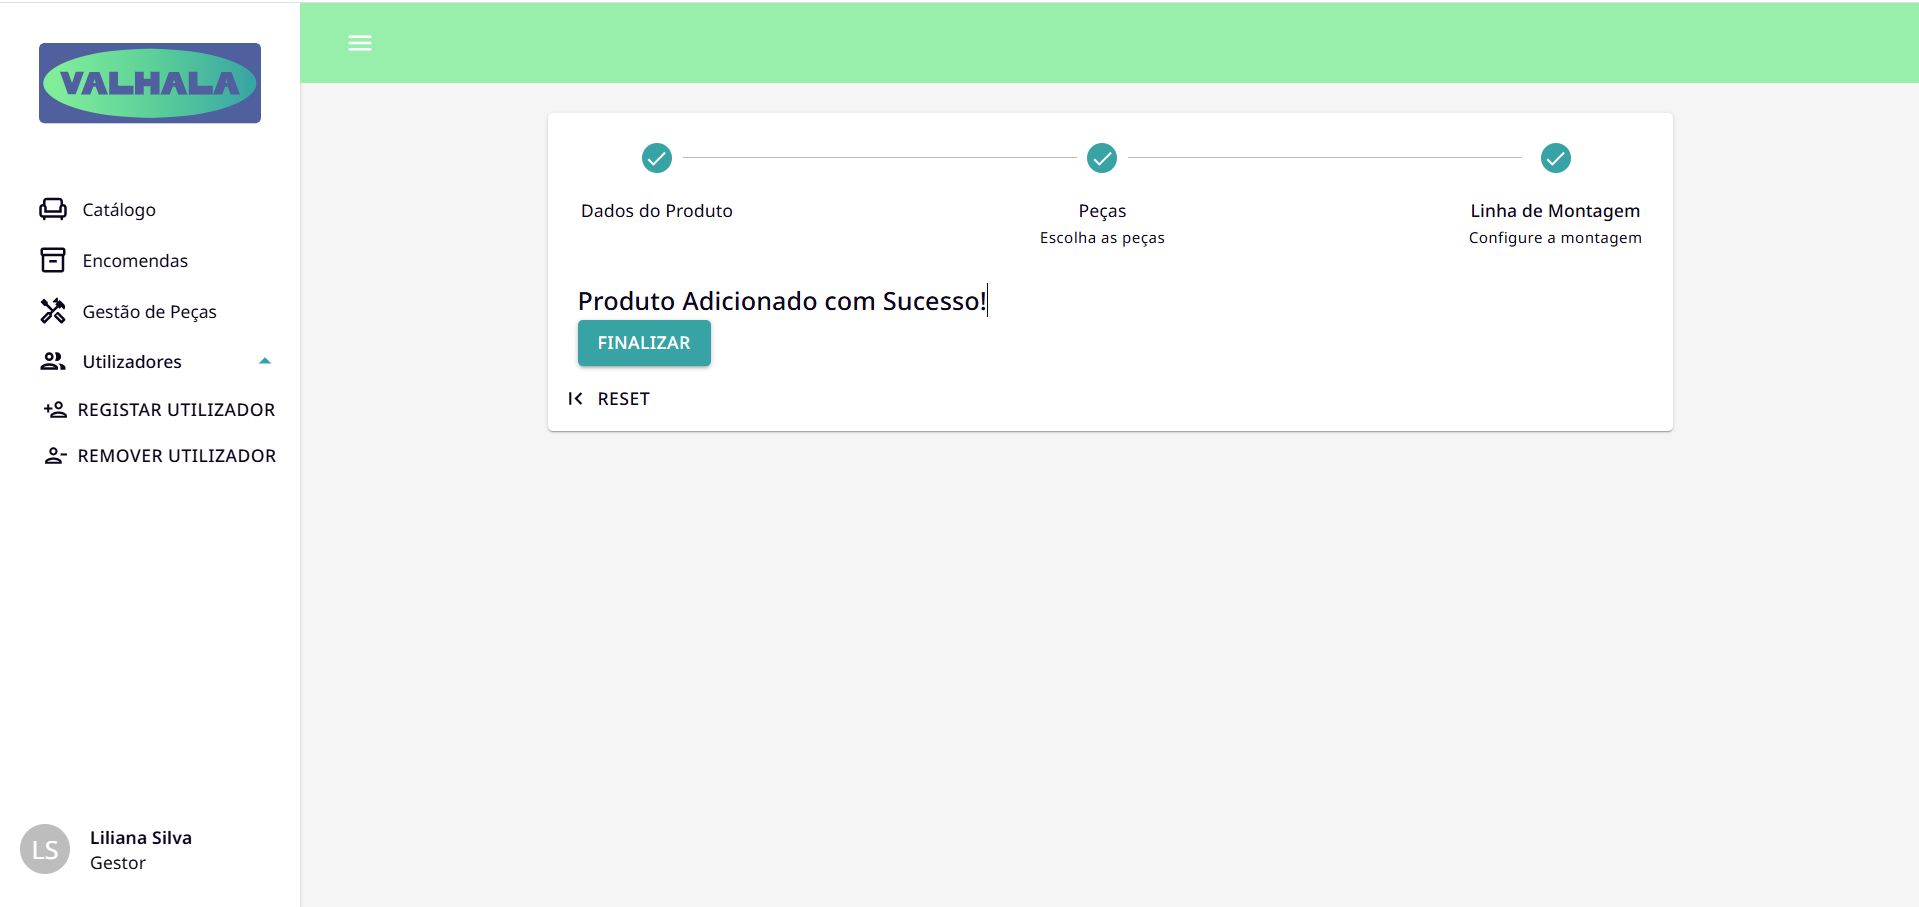 VALHALA
Catálogo
Encomendas
Gestão de Peças
Utilizadores
REGISTAR UTILIZADOR
REMOVER UTILIZADOR
LS
Liliana Silva
Gestor
Dados do Produto
Peças
Escolha as peças
Linha de Montagem
Configure a montagem
Produto Adicionado com Sucesso!
FINALIZAR
RESET